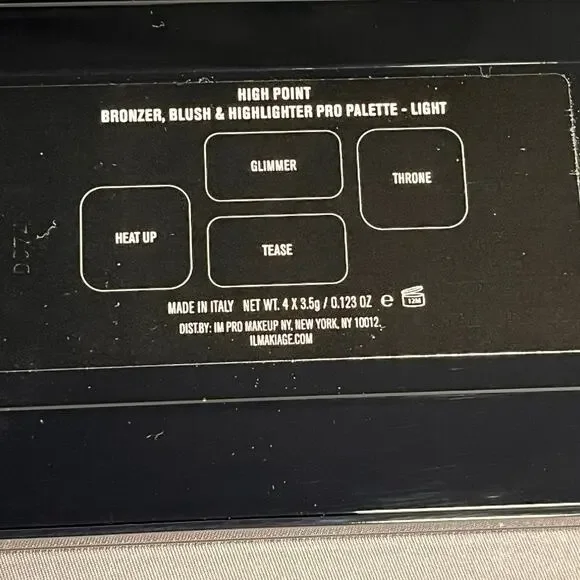 HIGH POINT
BRONZER, BLUSH & HIGHLIGHTER PRO PALETTE - LIGHT
GLIMMER
THRONE
HEAT UP
TEASE
MADE IN ITALY NET WT. 4 X 3.5g / 0.123 OZ e 12M
DIST.BY: IM PRO MAKEUP NY, NEW YORK, NY 10012.
ILMAKIAGE.COM